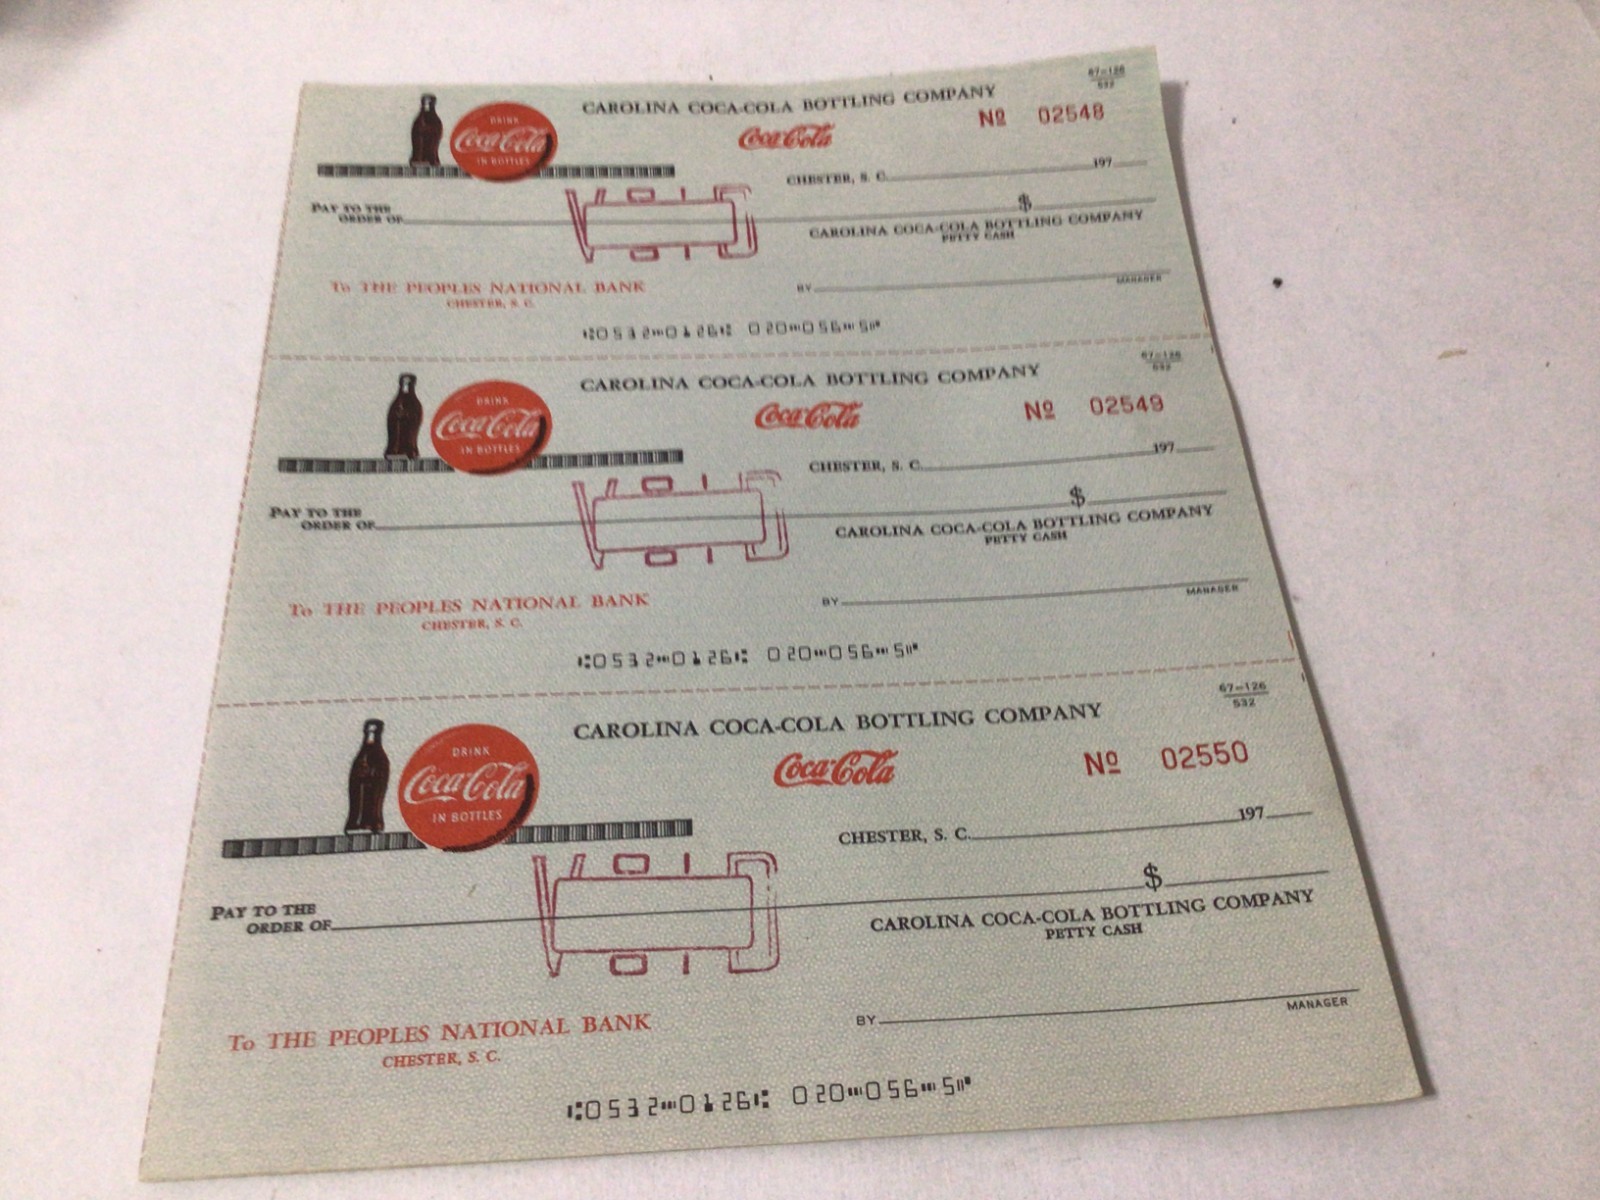 67-126
532
CAROLINA COCA-COLA BOTTLING COMPANY
DRINK
Coca-Cola
IN BOTTLES
Coca-Cola
Nº 02548
CHESTER, S. C. 197
PAY TO THE
ORDER OF $
CAROLINA COCA-COLA BOTTLING COMPANY
PETTY CASH
To THE PEOPLES NATIONAL BANK
CHESTER, S. C.
BY
MANAGER
⑆0532⑉0126⑆ 020⑉056⑉5⑈
67-126
532
CAROLINA COCA-COLA BOTTLING COMPANY
DRINK
Coca-Cola
IN BOTTLES
Coca-Cola
Nº 02549
CHESTER, S. C. 197
PAY TO THE
ORDER OF $
CAROLINA COCA-COLA BOTTLING COMPANY
PETTY CASH
To THE PEOPLES NATIONAL BANK
CHESTER, S. C.
BY
MANAGER
⑆0532⑉0126⑆ 020⑉056⑉5⑈
67-126
532
CAROLINA COCA-COLA BOTTLING COMPANY
DRINK
Coca-Cola
IN BOTTLES
Coca-Cola
Nº 02550
CHESTER, S. C. 197
PAY TO THE
ORDER OF $
CAROLINA COCA-COLA BOTTLING COMPANY
PETTY CASH
To THE PEOPLES NATIONAL BANK
CHESTER, S. C.
BY
MANAGER
⑆0532⑉0126⑆ 020⑉056⑉5⑈